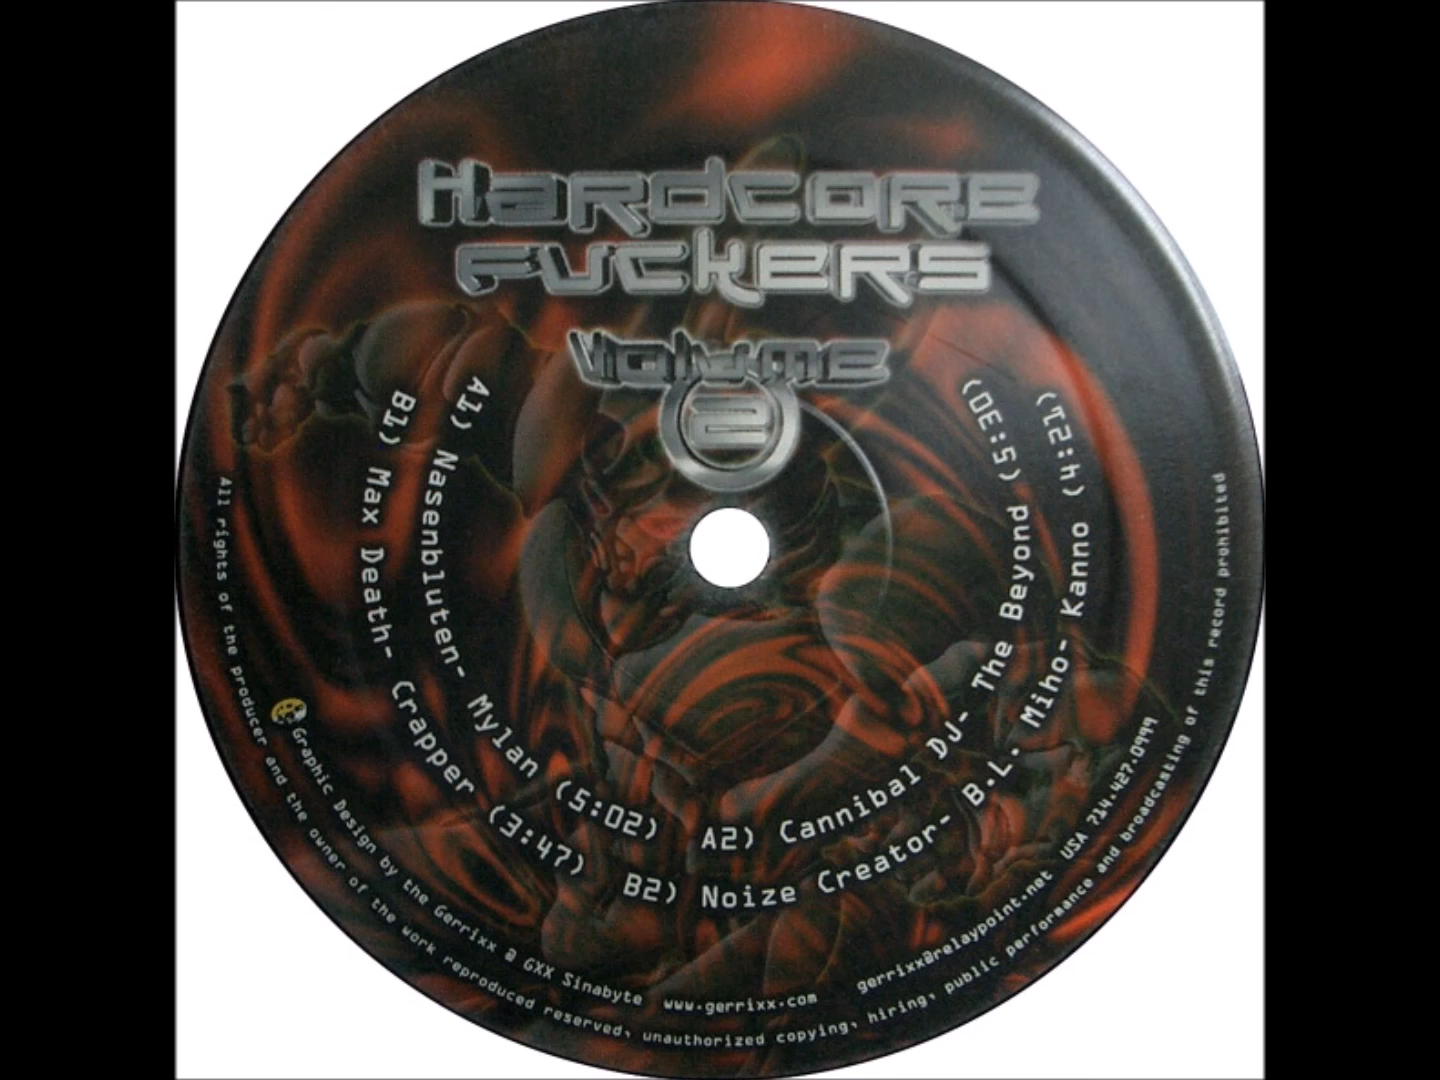 Hardcore
Fuckers
Volume
2
A1) Nasenbluten- Mylan (5:02) A2) Cannibal DJ- The Beyond (5:30)
B1) Max Death- Crapper (3:47) B2) Noize Creator- B.L. Miho- Kanno (4:21)
Graphic Design by the Gerrixx @ GXX Sinabyte www.gerrixx.com gerrixx@relaypoint.net USA 714.427.0999
All rights of the producer and the owner of the work reproduced reserved, unauthorized copying, hiring, public performance and broadcasting of this record prohibited